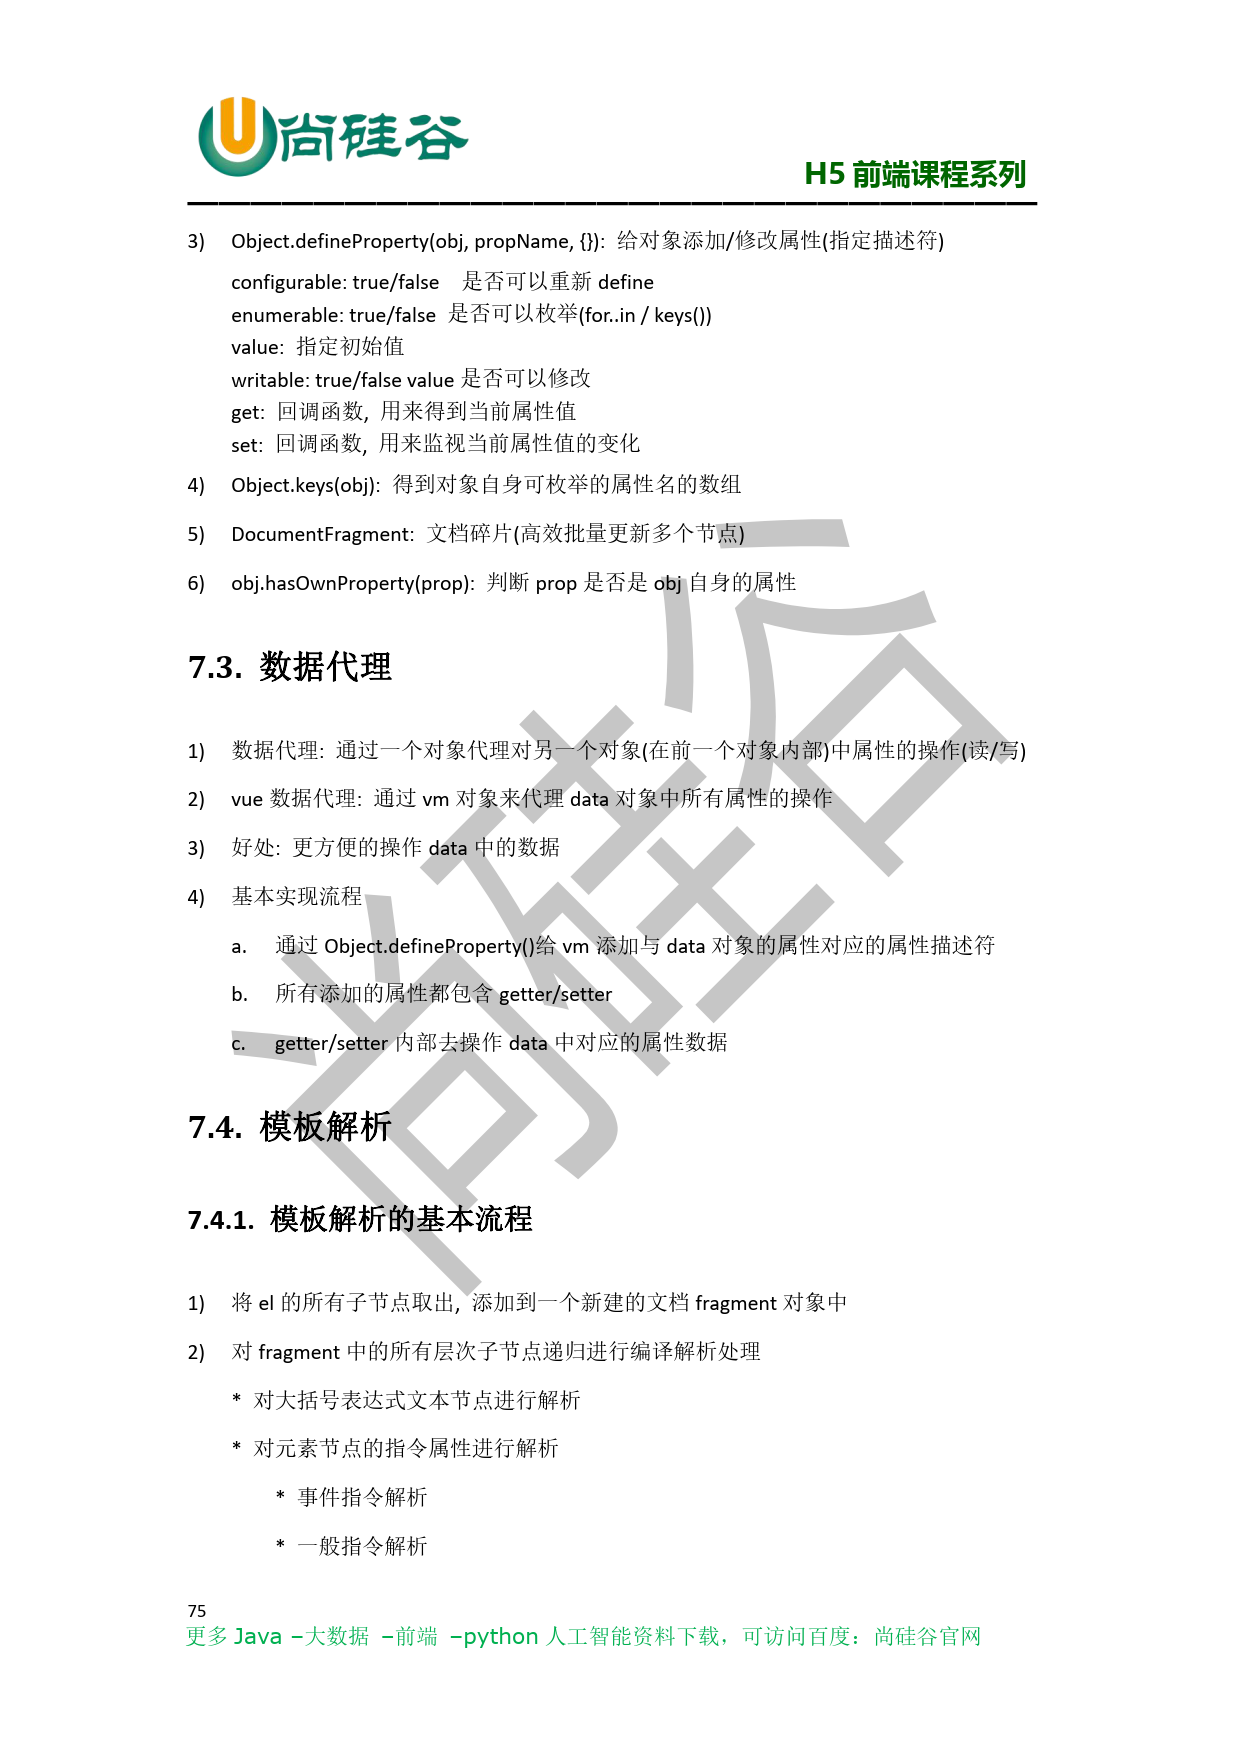 尚硅谷
H5 前端课程系列
3) Object.defineProperty(obj, propName, {}): 给对象添加/修改属性(指定描述符)
configurable: true/false 是否可以重新 define
enumerable: true/false 是否可以枚举(for..in / keys())
value: 指定初始值
writable: true/false value 是否可以修改
get: 回调函数, 用来得到当前属性值
set: 回调函数, 用来监视当前属性值的变化
4) Object.keys(obj): 得到对象自身可枚举的属性名的数组
5) DocumentFragment: 文档碎片(高效批量更新多个节点)
6) obj.hasOwnProperty(prop): 判断 prop 是否是 obj 自身的属性
7.3. 数据代理
1) 数据代理: 通过一个对象代理对另一个对象(在前一个对象内部)中属性的操作(读/写)
2) vue 数据代理: 通过 vm 对象来代理 data 对象中所有属性的操作
3) 好处: 更方便的操作 data 中的数据
4) 基本实现流程
a. 通过 Object.defineProperty()给 vm 添加与 data 对象的属性对应的属性描述符
b. 所有添加的属性都包含 getter/setter
c. getter/setter 内部去操作 data 中对应的属性数据
7.4. 模板解析
7.4.1. 模板解析的基本流程
1) 将 el 的所有子节点取出, 添加到一个新建的文档 fragment 对象中
2) 对 fragment 中的所有层次子节点递归进行编译解析处理
* 对大括号表达式文本节点进行解析
* 对元素节点的指令属性进行解析
* 事件指令解析
* 一般指令解析
75
更多 Java –大数据 –前端 –python 人工智能资料下载，可访问百度：尚硅谷官网
尚硅谷